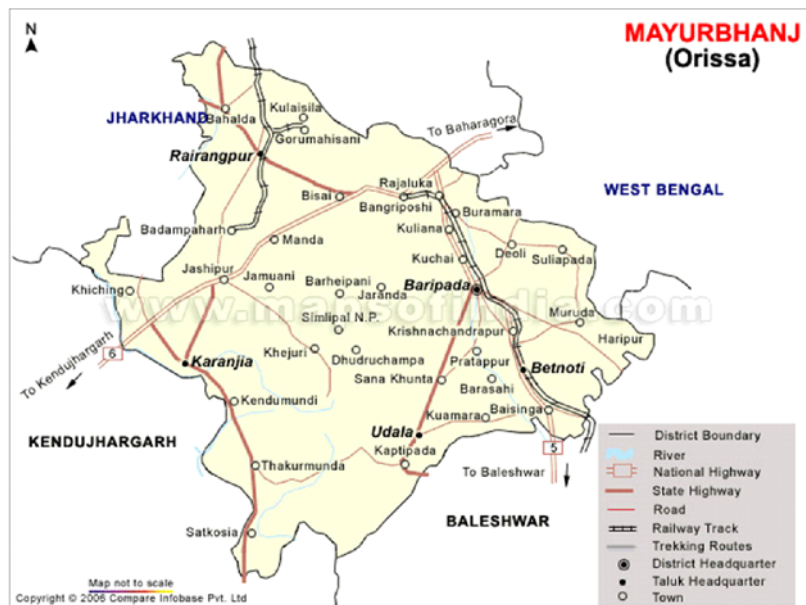 N
MAYURBHANJ
(Orissa)
JHARKHAND
Kulaisila
Bahalda
Gorumahisani
To Baharagora
Rairangpur
WEST BENGAL
Bisai
Rajaluka
Bangriposhi
Buramara
Badampaharh
Manda
Kuliana
Deoli
Suliapada
Kuchai
Jashipur
Jamuani
Barheipani
Jaranda
Baripada
Khiching
www.mapsofindia.com
Simlipal N.P.
Krishnachandrapur
Muruda
Haripur
6
To Kendujhargarh
Karanjia
Khejuri
Dhudruchampa
Pratappur
Betnoti
Sana Khunta
Barasahi
Kendumundi
Kuamara
Baisinga
KENDUJHARGARH
Udala
Kaptipada
5
Thakurmunda
To Baleshwar
BALESHWAR
Satkosia
District Boundary
River
National Highway
State Highway
Road
Railway Track
Trekking Routes
District Headquarter
Taluk Headquarter
Town
Map not to scale
Copyright © 2006 Compare Infobase Pvt. Ltd